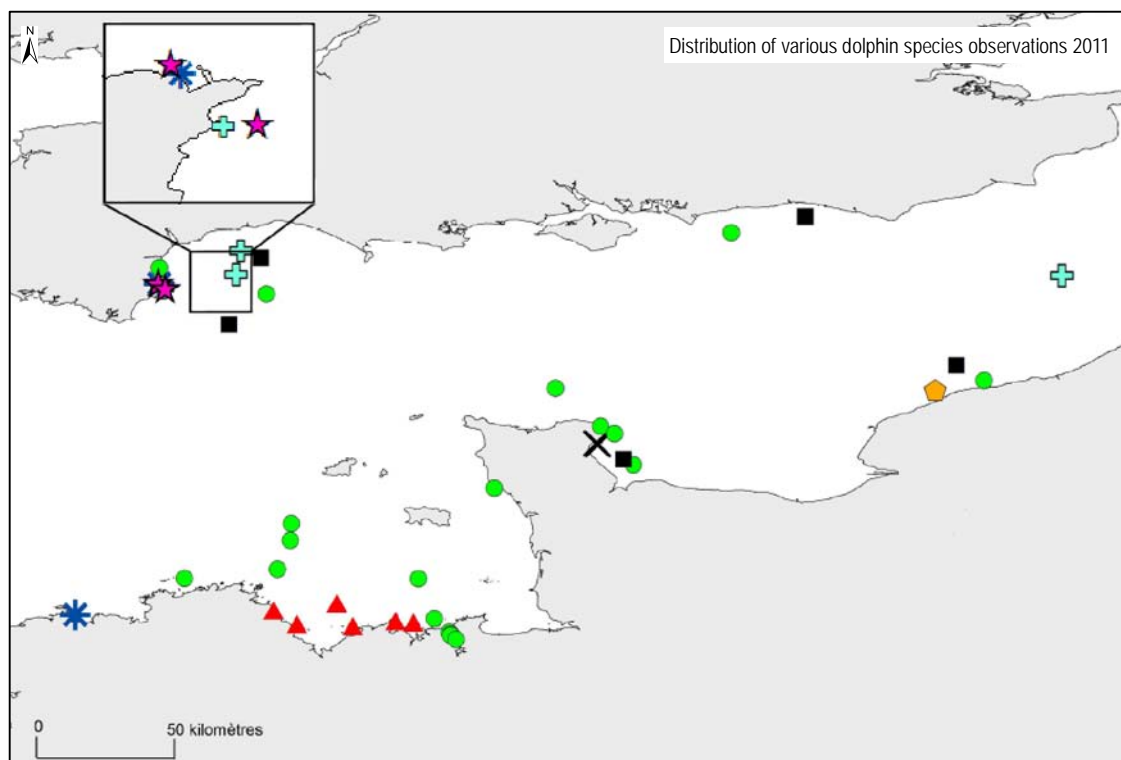 N
Distribution of various dolphin species observations 2011
0
50 kilomètres